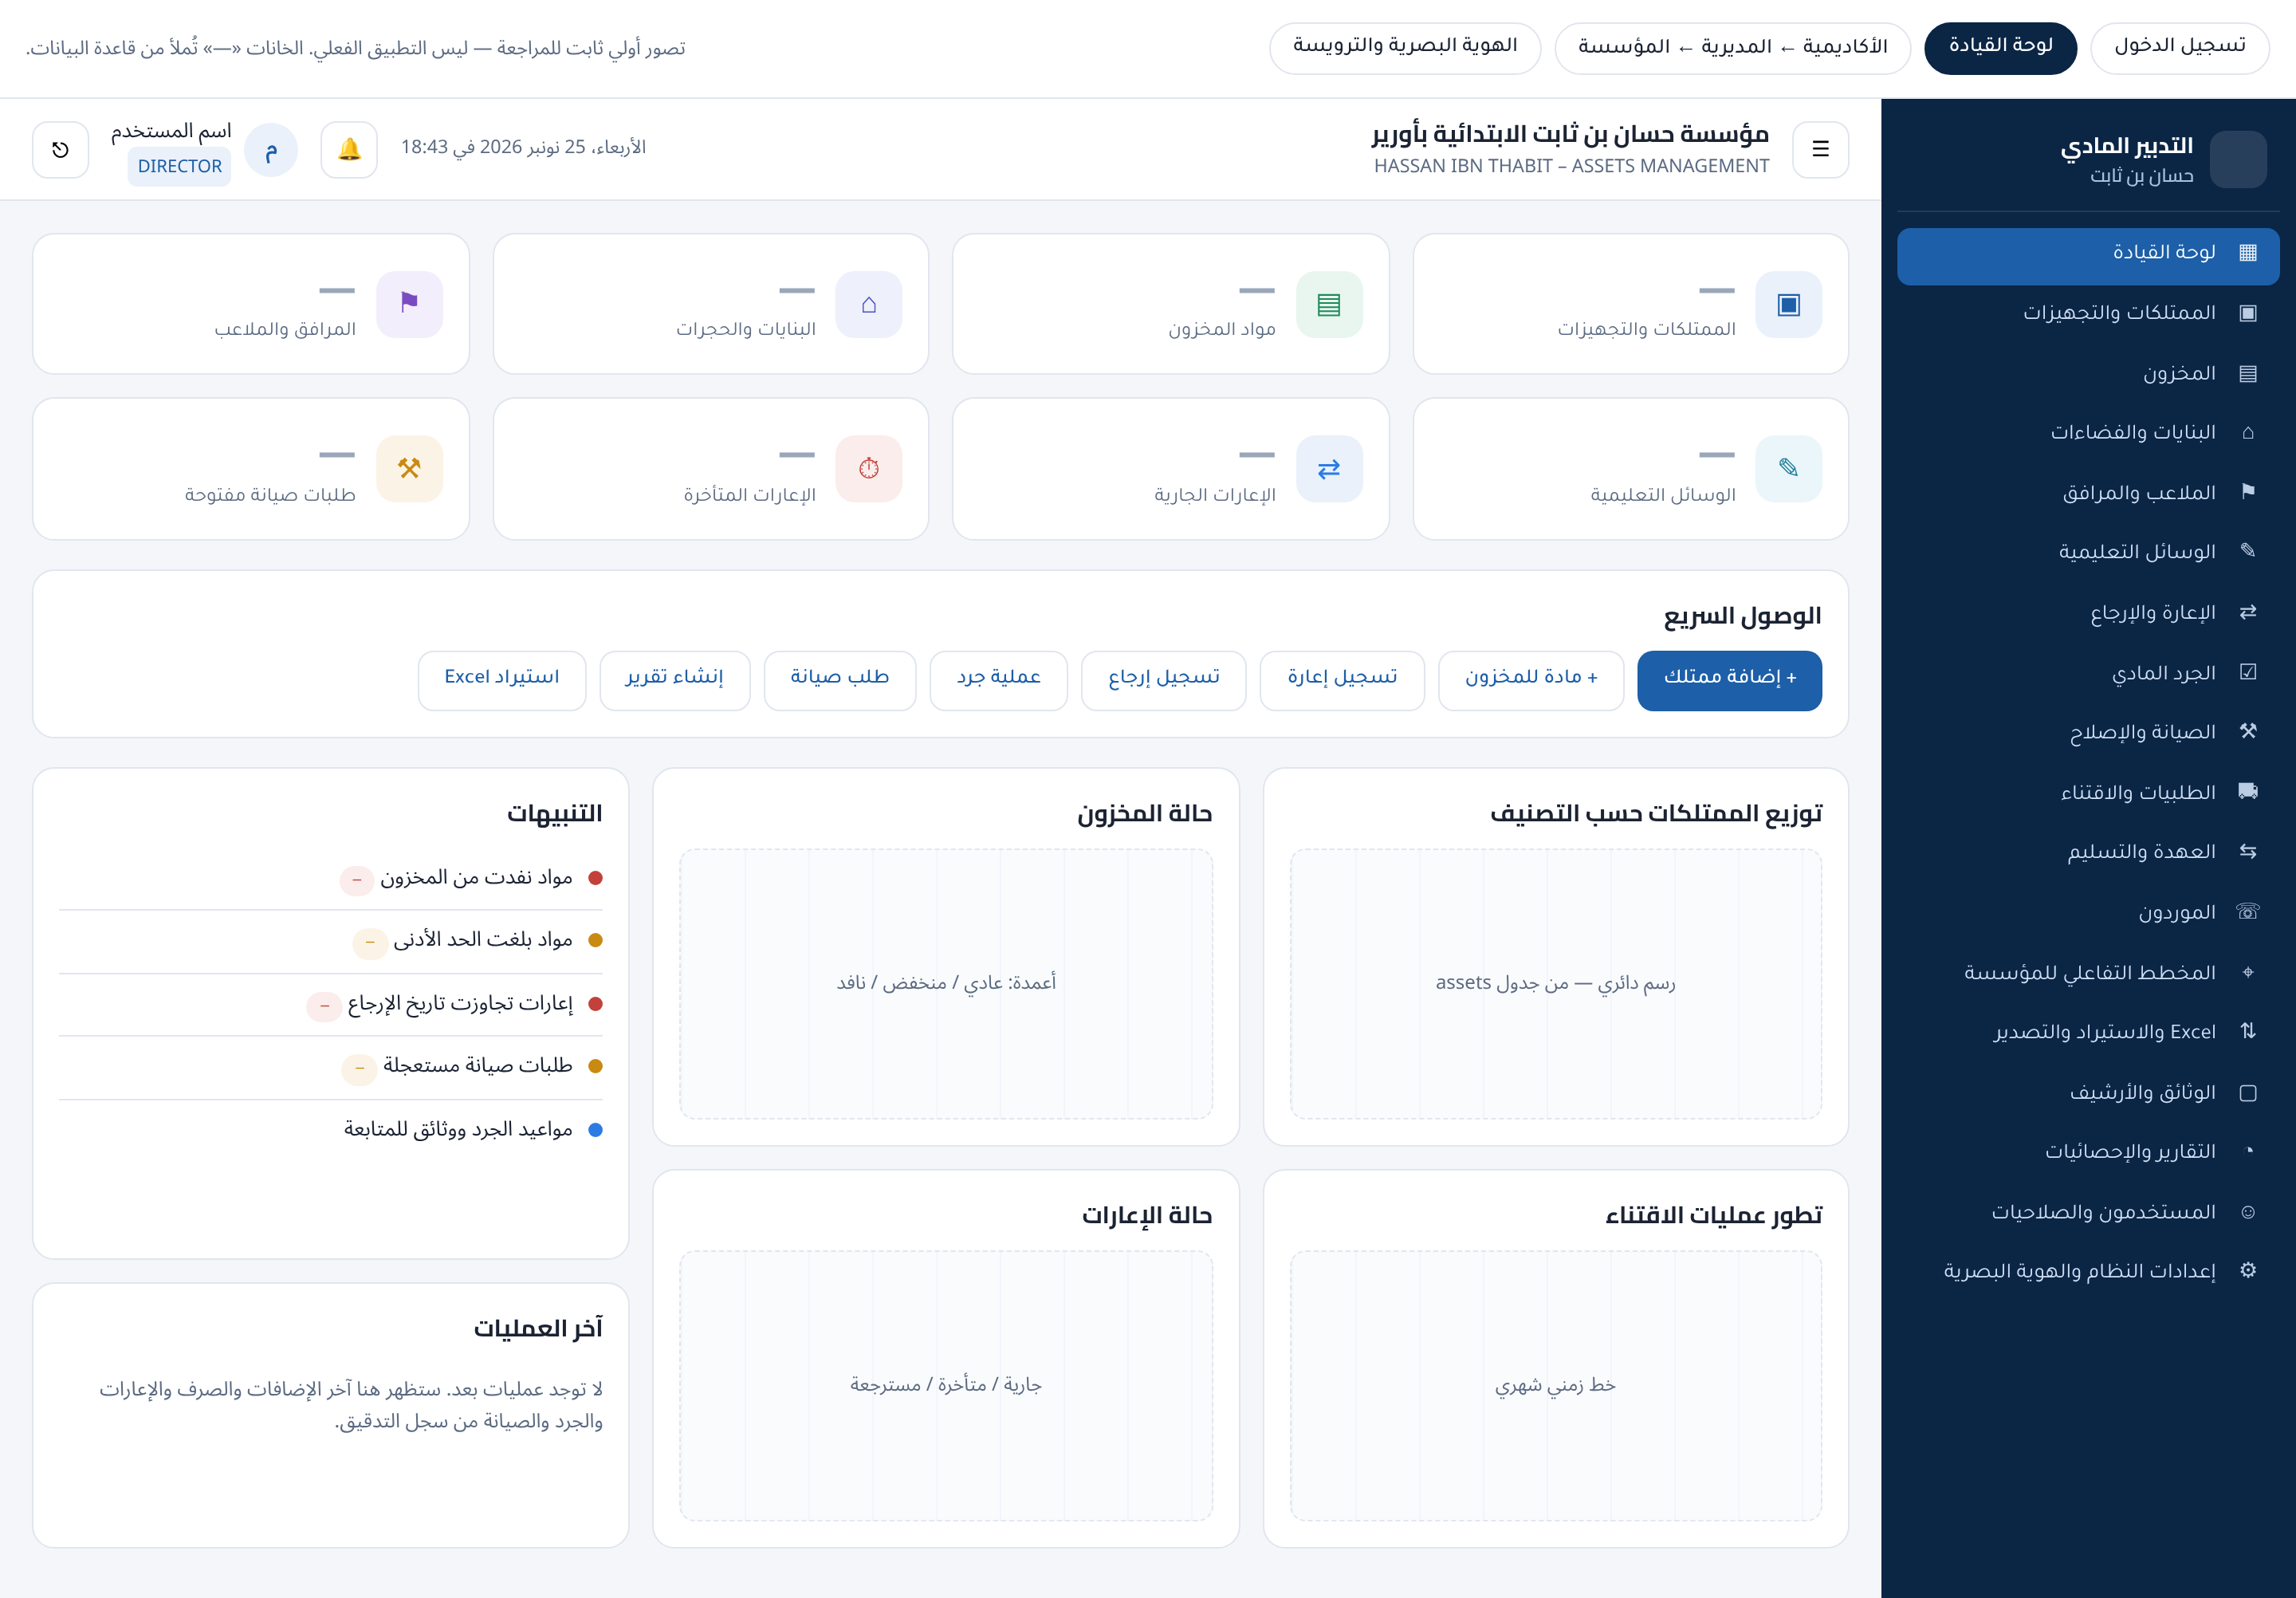 تسجيل الدخول
لوحة القيادة
الأكاديمية ← المديرية ← المؤسسة
الهوية البصرية والترويسة
تصور أولي ثابت للمراجعة — ليس التطبيق الفعلي. الخانات «—» تُملأ من قاعدة البيانات.
التدبير المادي
حسان بن ثابت
لوحة القيادة
الممتلكات والتجهيزات
المخزون
البنايات والفضاءات
الملاعب والمرافق
الوسائل التعليمية
الإعارة والإرجاع
الجرد المادي
الصيانة والإصلاح
الطلبيات والاقتناء
العهدة والتسليم
الموردون
المخطط التفاعلي للمؤسسة
Excel والاستيراد والتصدير
الوثائق والأرشيف
التقارير والإحصائيات
المستخدمون والصلاحيات
إعدادات النظام والهوية البصرية
مؤسسة حسان بن ثابت الابتدائية بأورير
HASSAN IBN THABIT – ASSETS MANAGEMENT
الأربعاء، 25 نونبر 2026 في 18:43
م
اسم المستخدم
DIRECTOR
—
الممتلكات والتجهيزات
—
مواد المخزون
—
البنايات والحجرات
—
المرافق والملاعب
—
الوسائل التعليمية
—
الإعارات الجارية
—
الإعارات المتأخرة
—
طلبات صيانة مفتوحة
الوصول السريع
+ إضافة ممتلك
+ مادة للمخزون
تسجيل إعارة
تسجيل إرجاع
عملية جرد
طلب صيانة
إنشاء تقرير
استيراد Excel
توزيع الممتلكات حسب التصنيف
رسم دائري — من جدول assets
حالة المخزون
أعمدة: عادي / منخفض / نافد
التنبيهات
مواد نفدت من المخزون –
مواد بلغت الحد الأدنى –
إعارات تجاوزت تاريخ الإرجاع –
طلبات صيانة مستعجلة –
مواعيد الجرد ووثائق للمتابعة
تطور عمليات الاقتناء
خط زمني شهري
حالة الإعارات
جارية / متأخرة / مسترجعة
آخر العمليات
لا توجد عمليات بعد. ستظهر هنا آخر الإضافات والصرف والإعارات
والجرد والصيانة من سجل التدقيق.